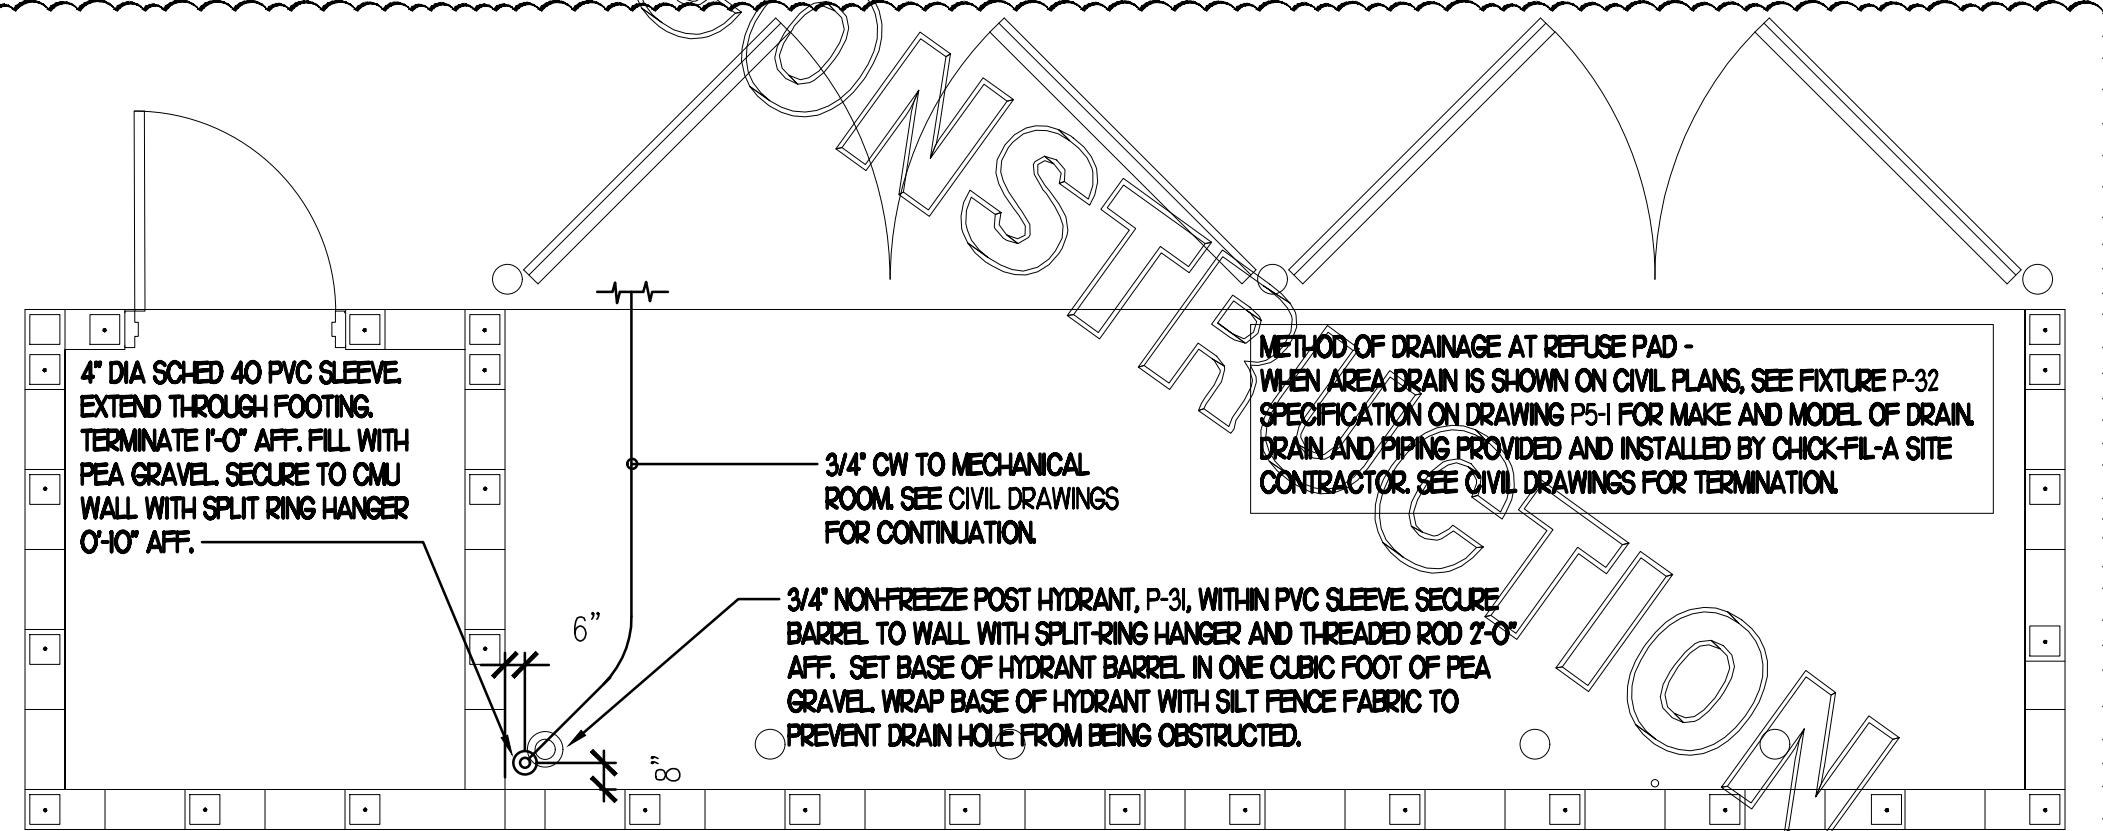 4" DIA SCHED 40 PVC SLEEVE.
EXTEND THROUGH FOOTING.
TERMINATE 1'-0" AFF. FILL WITH
PEA GRAVEL. SECURE TO CMU
WALL WITH SPLIT RING HANGER
0'-10" AFF.
3/4" CW TO MECHANICAL
ROOM. SEE CIVIL DRAWINGS
FOR CONTINUATION.
METHOD OF DRAINAGE AT REFUSE PAD -
WHEN AREA DRAIN IS SHOWN ON CIVIL PLANS, SEE FIXTURE P-32
SPECIFICATION ON DRAWING P5-1 FOR MAKE AND MODEL OF DRAIN.
DRAIN AND PIPING PROVIDED AND INSTALLED BY CHICK-FIL-A SITE
CONTRACTOR. SEE CIVIL DRAWINGS FOR TERMINATION.
3/4" NON-FREEZE POST HYDRANT, P-31, WITHIN PVC SLEEVE. SECURE
BARREL TO WALL WITH SPLIT-RING HANGER AND THREADED ROD 2'-0"
AFF. SET BASE OF HYDRANT BARREL IN ONE CUBIC FOOT OF PEA
GRAVEL. WRAP BASE OF HYDRANT WITH SILT FENCE FABRIC TO
PREVENT DRAIN HOLE FROM BEING OBSTRUCTED.
6"
8"
CONSTRUCTION